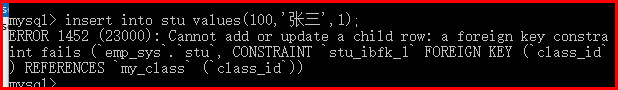 mysql> insert into stu values(100,'张三',1);
ERROR 1452 (23000): Cannot add or update a child row: a foreign key constra
int fails (`emp_sys`.`stu`, CONSTRAINT `stu_ibfk_1` FOREIGN KEY (`class_id`
) REFERENCES `my_class` (`class_id`))
mysql>